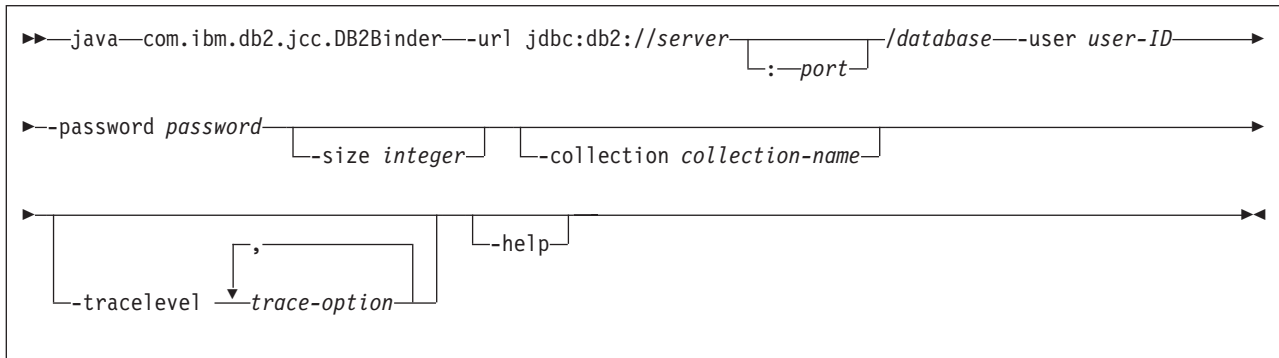 java com.ibm.db2.jcc.DB2Binder -url jdbc:db2://server /database -user user-ID
: port
-password password
-size integer -collection collection-name
, -help
-tracelevel trace-option